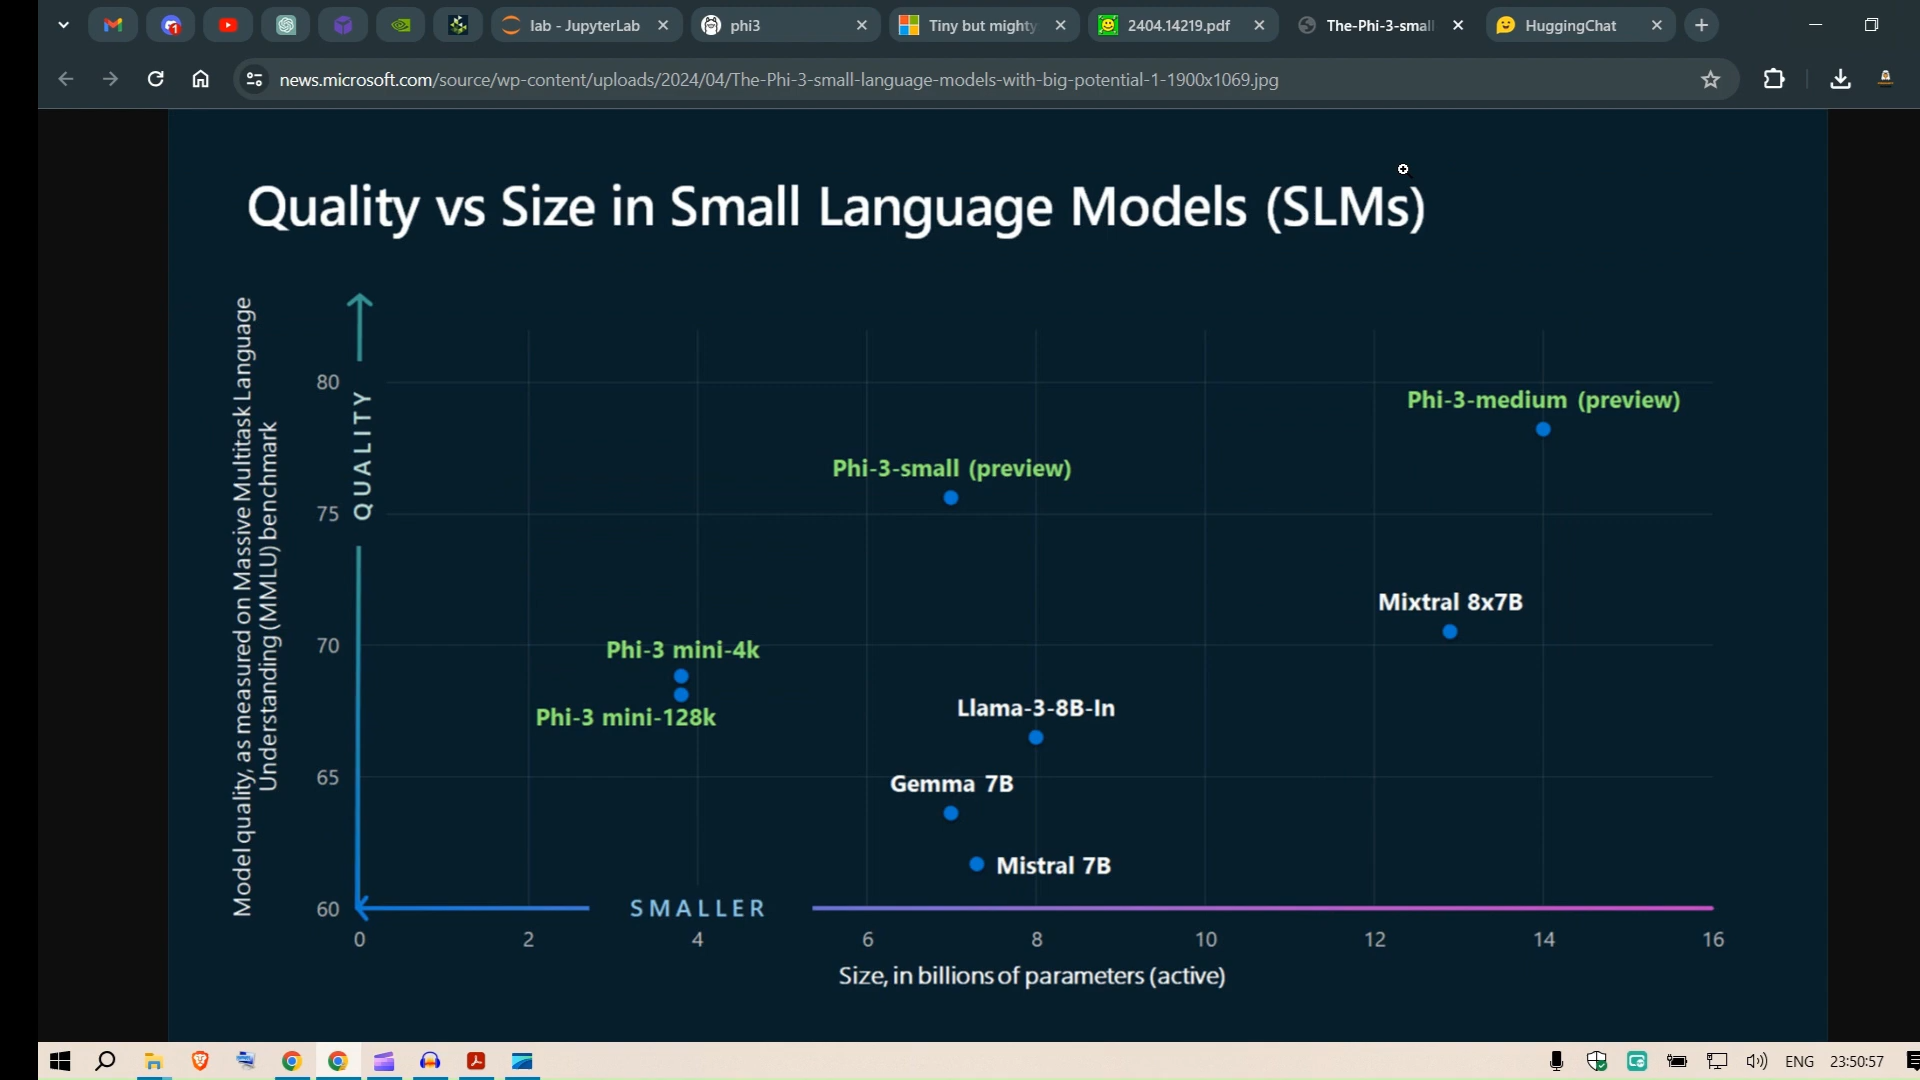 lab - JupyterLab
phi3
Tiny but mighty
2404.14219.pdf
The-Phi-3-small
HuggingChat
news.microsoft.com/source/wp-content/uploads/2024/04/The-Phi-3-small-language-models-with-big-potential-1-1900x1069.jpg
Quality vs Size in Small Language Models (SLMs)
Model quality, as measured on Massive Multitask Language
Understanding (MMLU) benchmark
QUALITY
80
75
70
65
60
Phi-3-medium (preview)
Phi-3-small (preview)
Mixtral 8x7B
Phi-3 mini-4k
Phi-3 mini-128k
Llama-3-8B-In
Gemma 7B
Mistral 7B
SMALLER
0 2 4 6 8 10 12 14 16
Size, in billions of parameters (active)
ENG 23:50:57